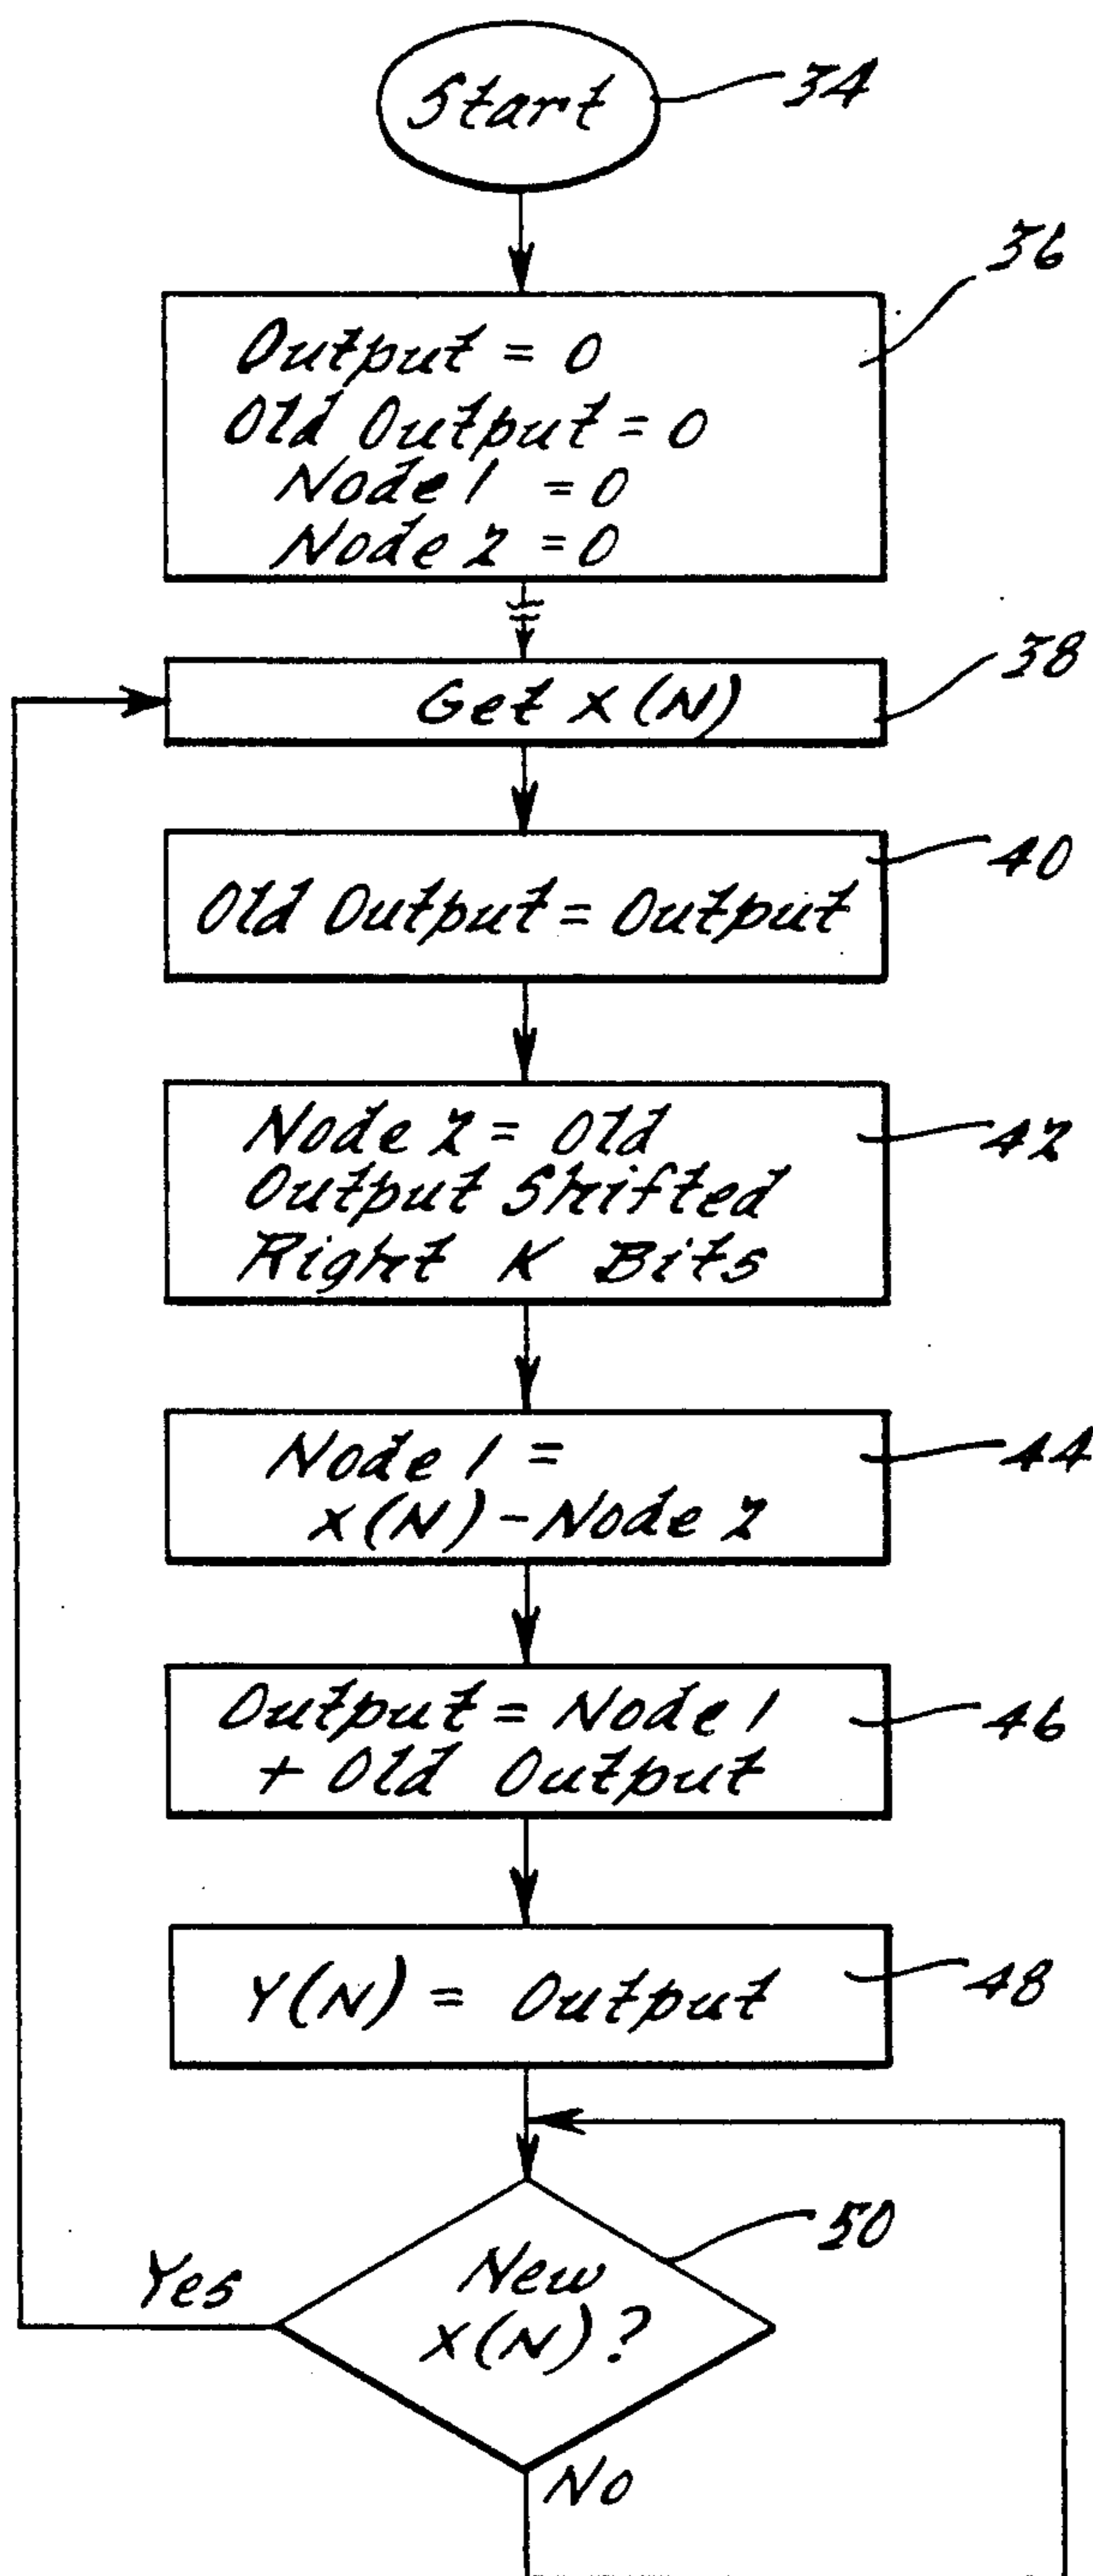 Start
34
36
Output = 0
Old Output = 0
Node 1 = 0
Node 2 = 0
38
Get X(N)
40
Old Output = Output
42
Node 2 = Old
Output Shifted
Right K Bits
44
Node 1 =
X(N) - Node 2
46
Output = Node 1
+ Old Output
48
Y(N) = Output
50
New
X(N)?
Yes
No